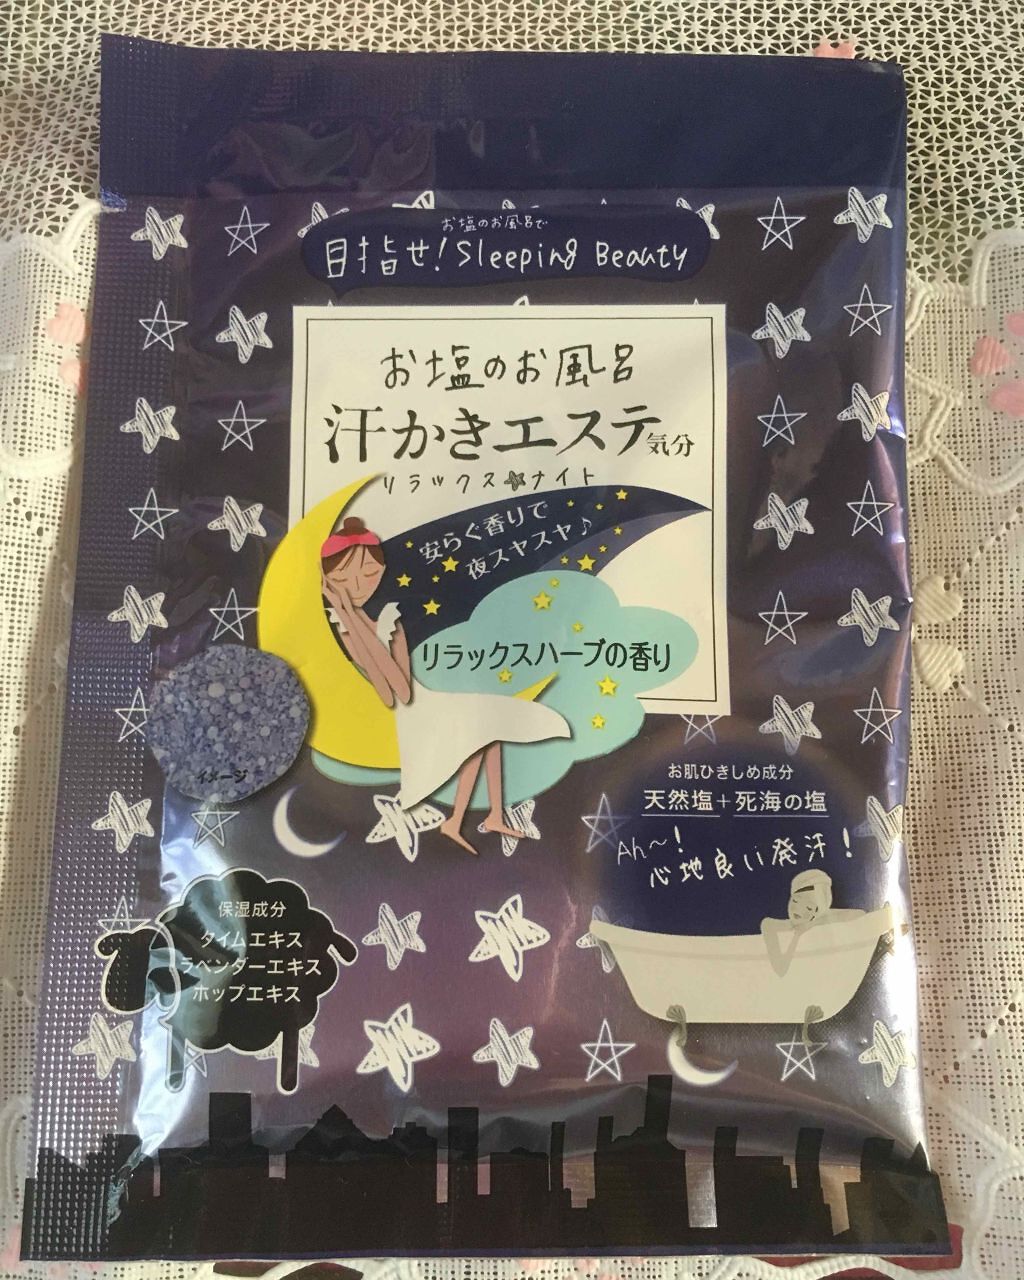 お塩のお風呂で
目指せ!Sleeping Beauty
お塩のお風呂
汗かきエステ気分
リラックス★ナイト
安らぐ香りで
夜スヤスヤ♪
リラックスハーブの香り
イメージ
お肌ひきしめ成分
天然塩+死海の塩
Ah~!
心地良い発汗!
保湿成分
タイムエキス
ラベンダーエキス
ホップエキス